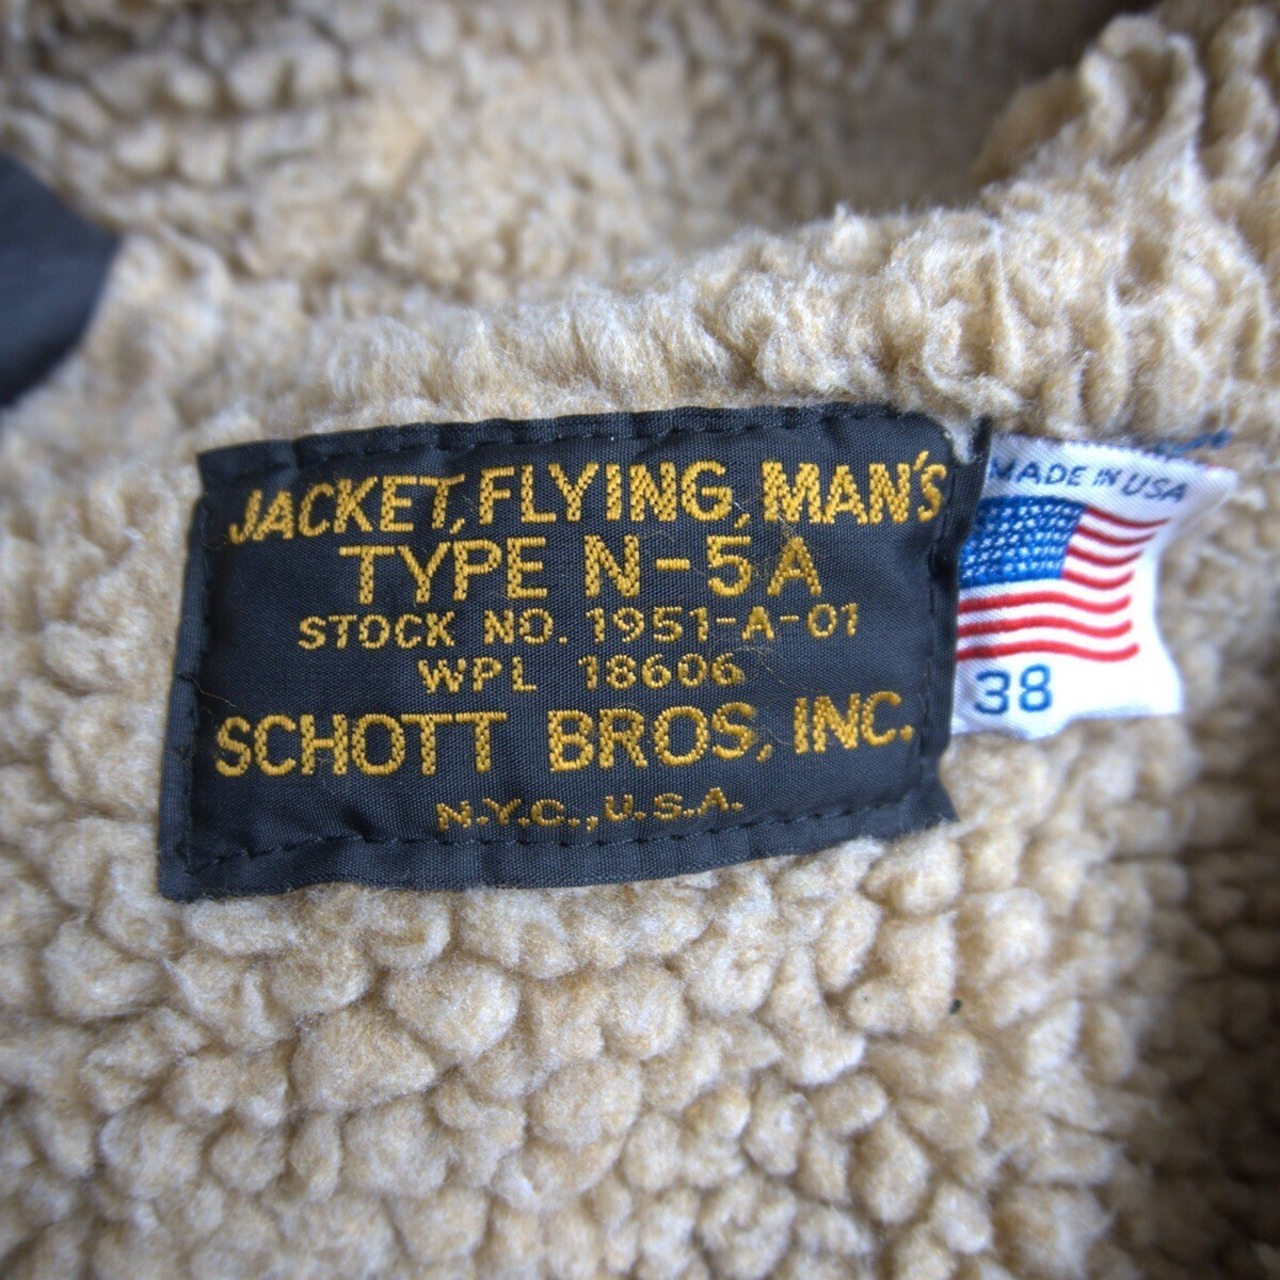 JACKET, FLYING, MAN'S
TYPE N-5A
STOCK NO. 1951-A-01
WPL 18606
SCHOTT BROS, INC.
N.Y.C., U.S.A.
MADE IN USA
38